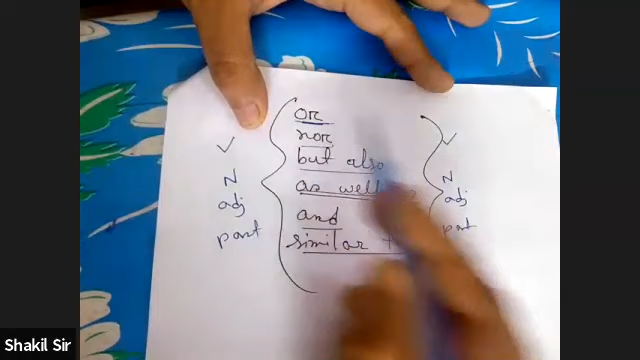 or
nor
but also
as well
and
similar
V
N
adj
part
V
N
adj
part
Shakil Sir